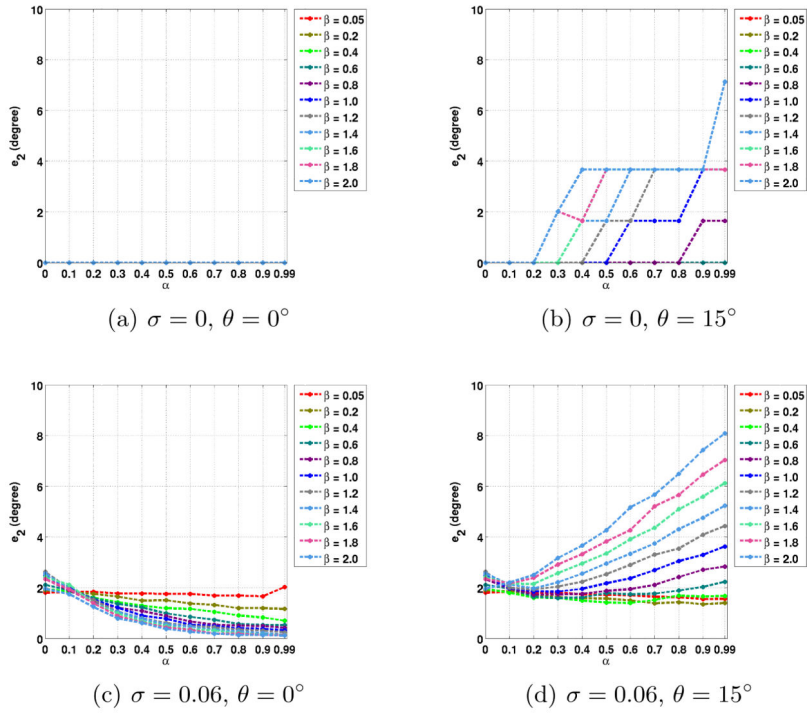 10
8
6
4
2
0
e2 (degree)
0 0.1 0.2 0.3 0.4 0.5 0.6 0.7 0.8 0.9 0.99
α
β = 0.05
β = 0.2
β = 0.4
β = 0.6
β = 0.8
β = 1.0
β = 1.2
β = 1.4
β = 1.6
β = 1.8
β = 2.0
(a) σ = 0, θ = 0°
10
8
6
4
2
0
e2 (degree)
0 0.1 0.2 0.3 0.4 0.5 0.6 0.7 0.8 0.9 0.99
α
β = 0.05
β = 0.2
β = 0.4
β = 0.6
β = 0.8
β = 1.0
β = 1.2
β = 1.4
β = 1.6
β = 1.8
β = 2.0
(b) σ = 0, θ = 15°
10
8
6
4
2
0
e2 (degree)
0 0.1 0.2 0.3 0.4 0.5 0.6 0.7 0.8 0.9 0.99
α
β = 0.05
β = 0.2
β = 0.4
β = 0.6
β = 0.8
β = 1.0
β = 1.2
β = 1.4
β = 1.6
β = 1.8
β = 2.0
(c) σ = 0.06, θ = 0°
10
8
6
4
2
0
e2 (degree)
0 0.1 0.2 0.3 0.4 0.5 0.6 0.7 0.8 0.9 0.99
α
β = 0.05
β = 0.2
β = 0.4
β = 0.6
β = 0.8
β = 1.0
β = 1.2
β = 1.4
β = 1.6
β = 1.8
β = 2.0
(d) σ = 0.06, θ = 15°